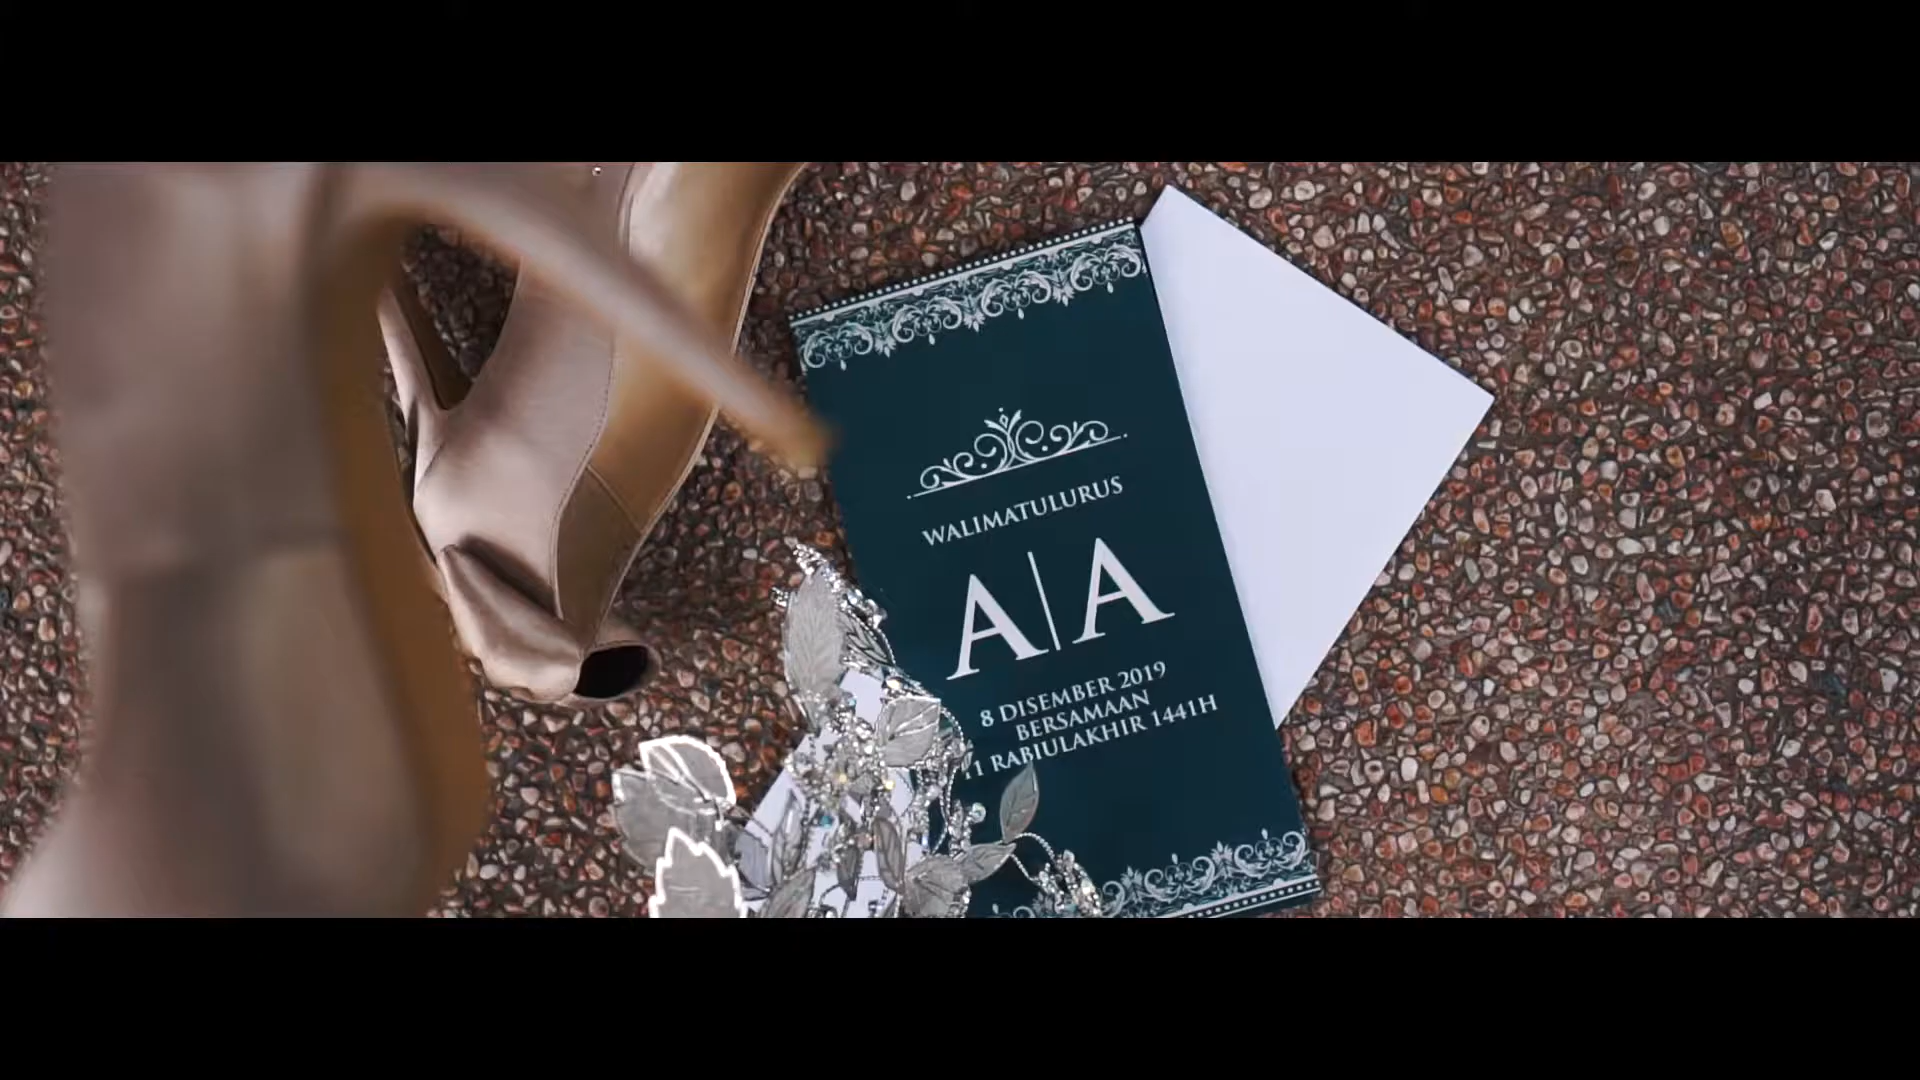 WALIMATULURUS
A|A
8 DISEMBER 2019
BERSAMAAN
11 RABIULAKHIR 1441H